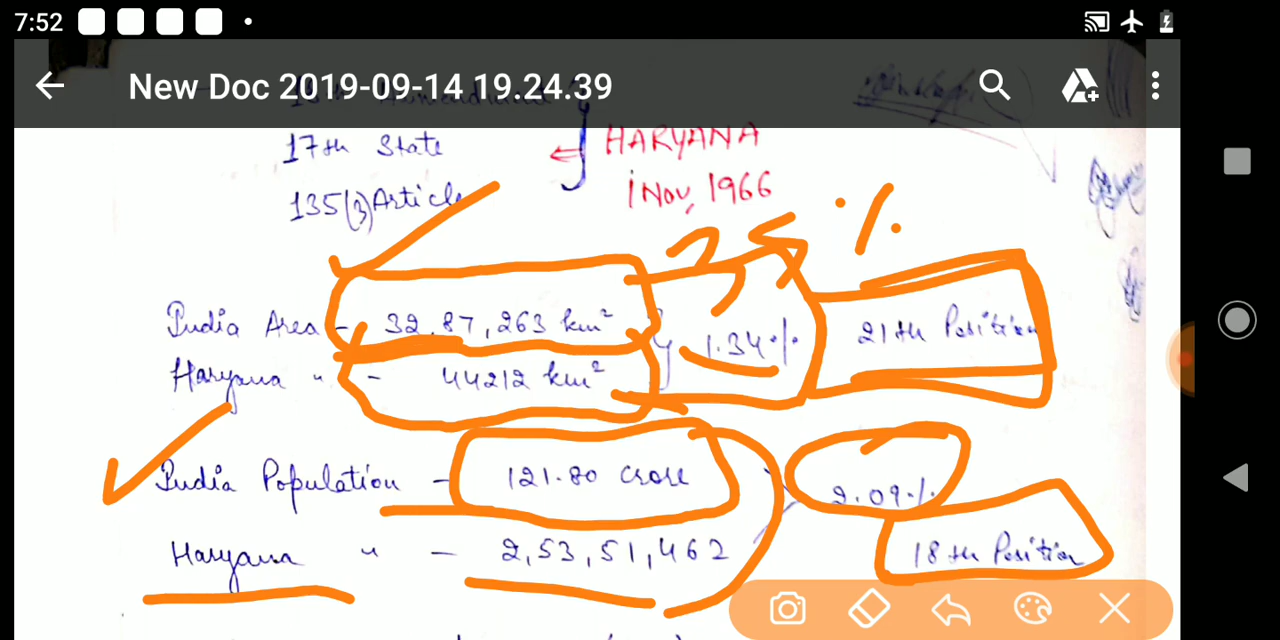 7:52
New Doc 2019-09-14 19.24.39
17th State
135(3) Article
HARYANA
1 Nov, 1966
35 %
India Area - 32,87,263 km² 1.34% 21th Position
Haryana " - 44212 km²
India Population - 121.80 crore 2.09%
Haryana " - 2,53,51,462 18th Position